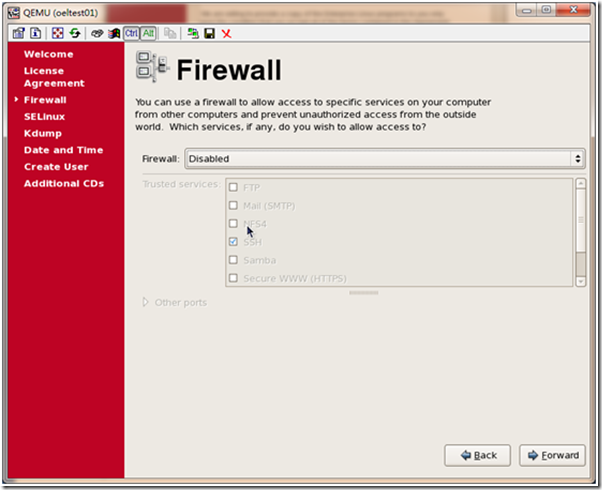 QEMU (oeltest01)
Ctrl Alt
Welcome
License
Agreement
Firewall
SELinux
Kdump
Date and Time
Create User
Additional CDs
Firewall
You can use a firewall to allow access to specific services on your computer
from other computers and prevent unauthorized access from the outside
world. Which services, if any, do you wish to allow access to?
Firewall: Disabled
Trusted services:
FTP
Mail (SMTP)
NFS4
SSH
Samba
Secure WWW (HTTPS)
Other ports
Back
Forward